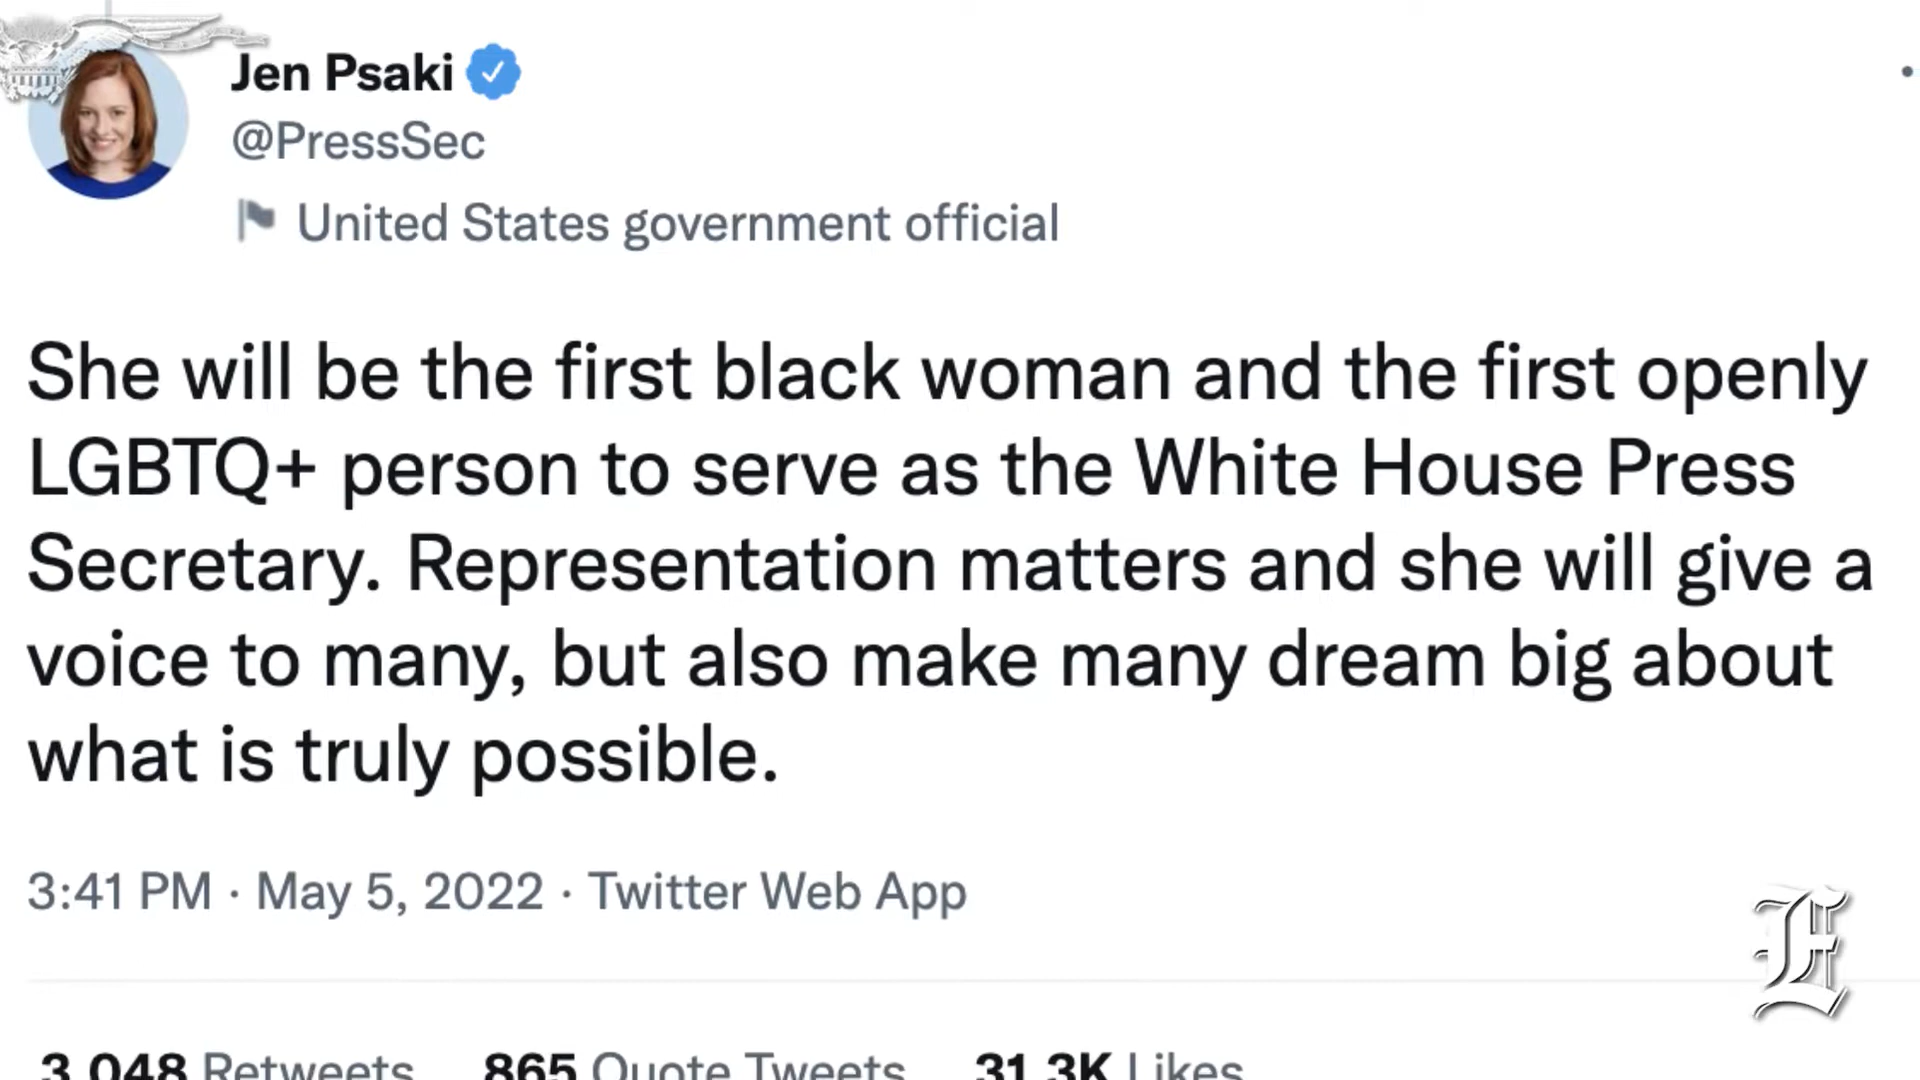 Jen Psaki
@PressSec
United States government official
She will be the first black woman and the first openly
LGBTQ+ person to serve as the White House Press
Secretary. Representation matters and she will give a
voice to many, but also make many dream big about
what is truly possible.
3:41 PM · May 5, 2022 · Twitter Web App
E
3,048 Retweets 865 Quote Tweets 31.3K Likes